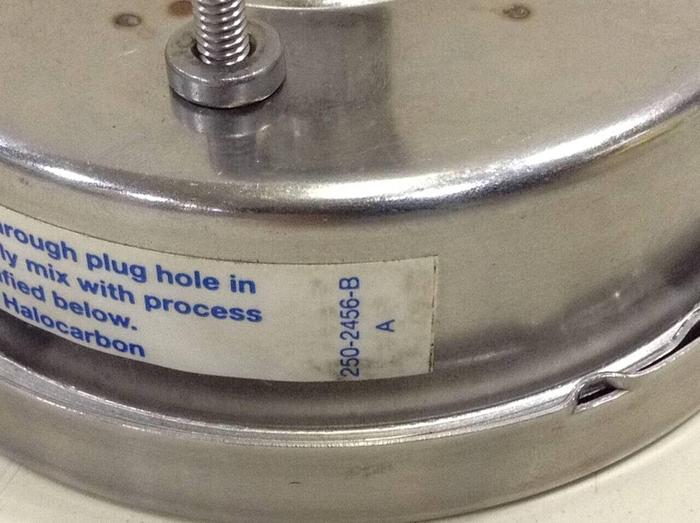 rough plug hole in
ly mix with process
fied below.
Halocarbon
250-2456-B
A